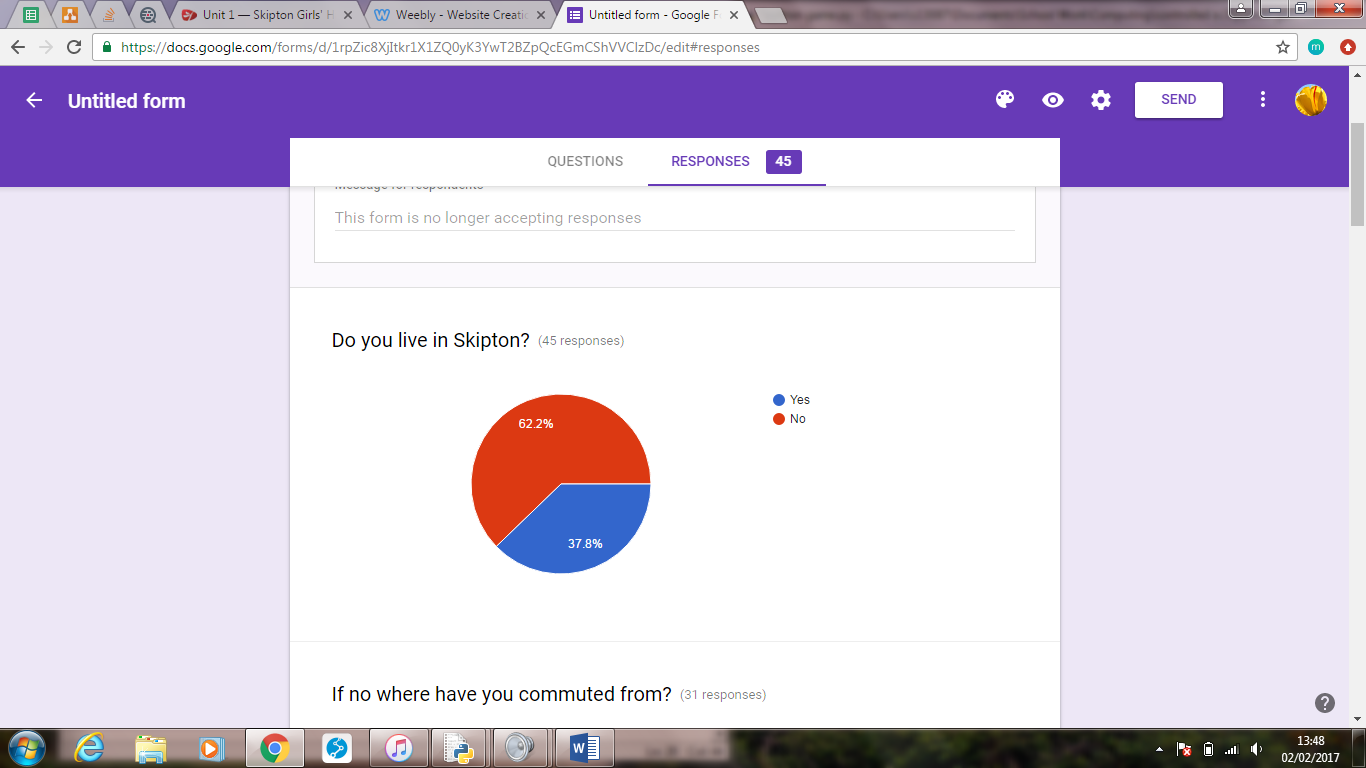 Unit 1 — Skipton Girls' H
Weebly - Website Creatio
Untitled form - Google F
https://docs.google.com/forms/d/1rpZic8XjItkr1X1ZQ0yK3YwT2BZpQcEGmCShVVClzDc/edit#responses
m
Untitled form
SEND
QUESTIONS RESPONSES 45
Message for respondents
This form is no longer accepting responses
Do you live in Skipton? (45 responses)
Yes
No
62.2%
37.8%
If no where have you commuted from? (31 responses)
13:48
02/02/2017